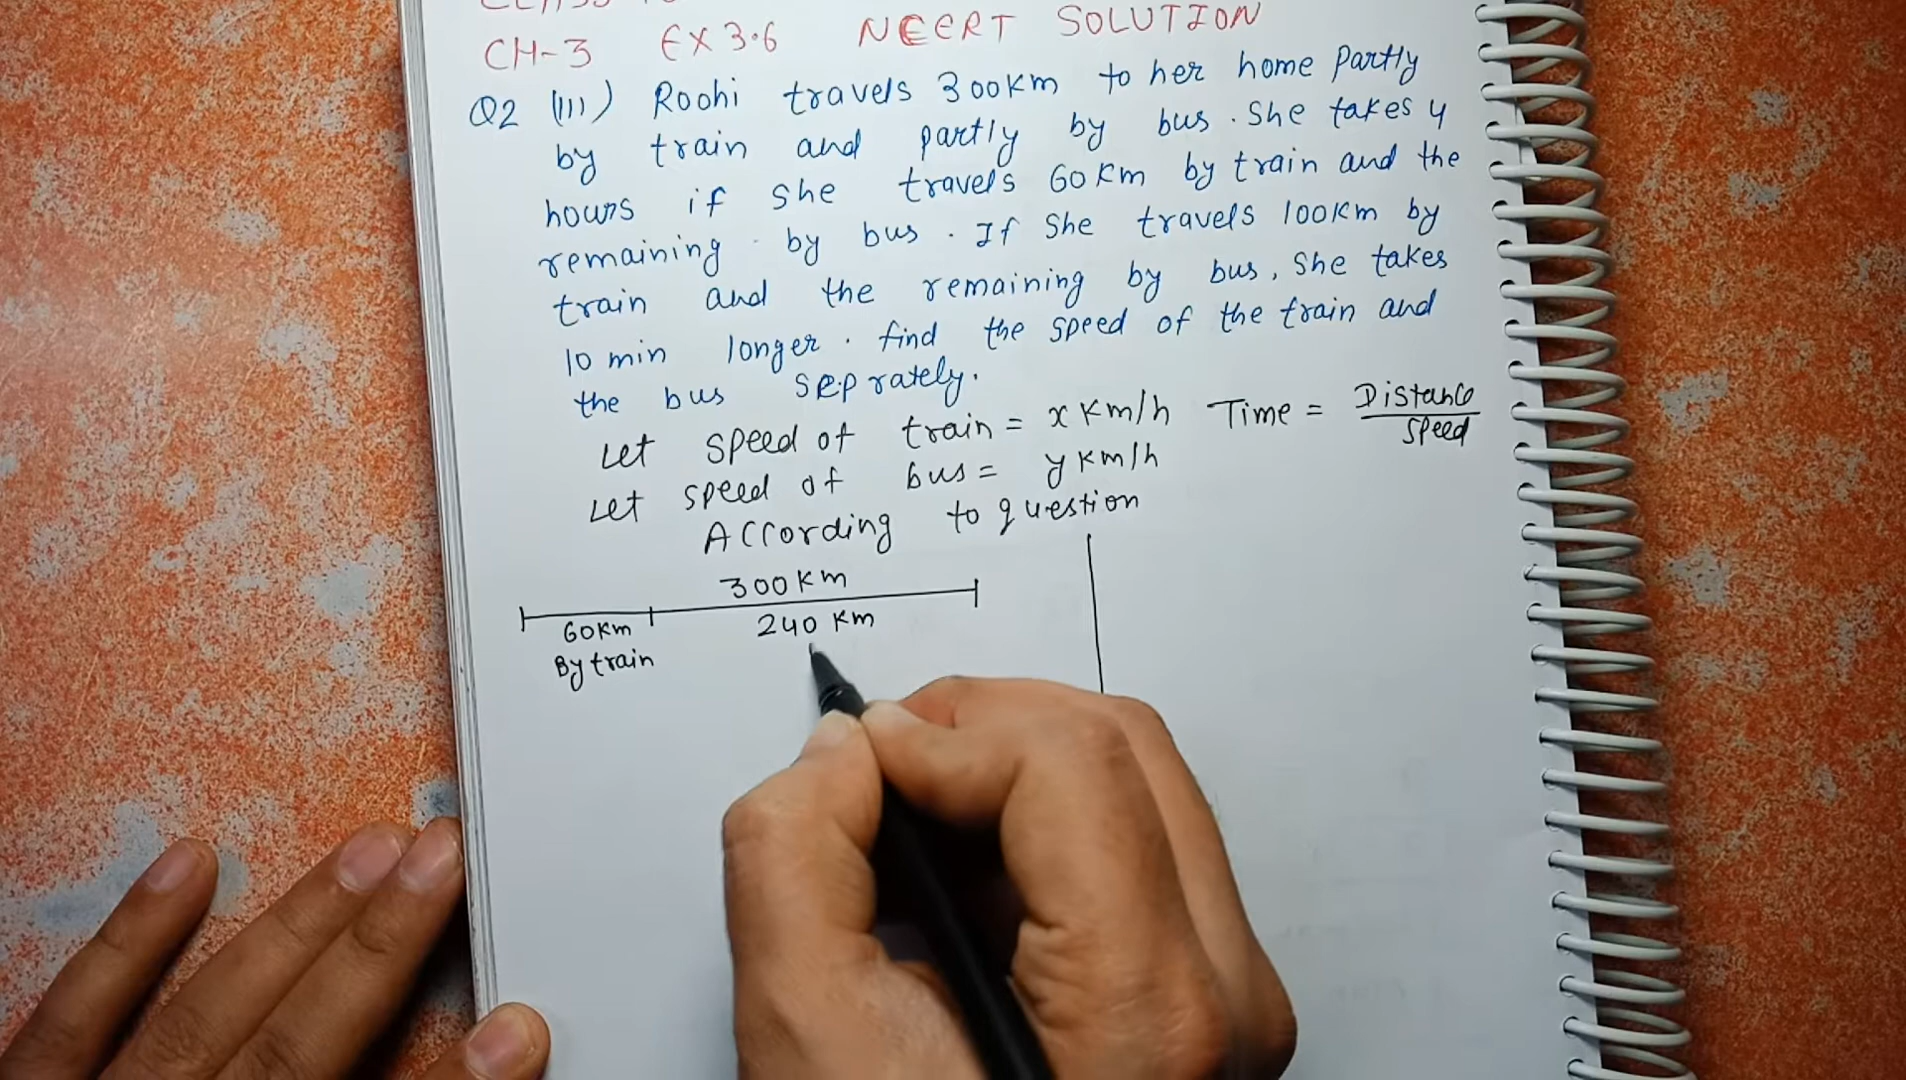 CH-3 EX 3.6 NCERT SOLUTION
Q2 (III) Roohi travels 300km to her home Partly
by train and partly by bus. She takes 4
hours if she travels 60km by train and the
remaining by bus. If She travels 100km by
train and the remaining by bus, She takes
10 min longer. find the speed of the train and
the bus seprately.
Let speed of train = x km/h Time = Distance
Speed
Let speed of bus = y km/h
According to question
300 km
60km 240 km
By train